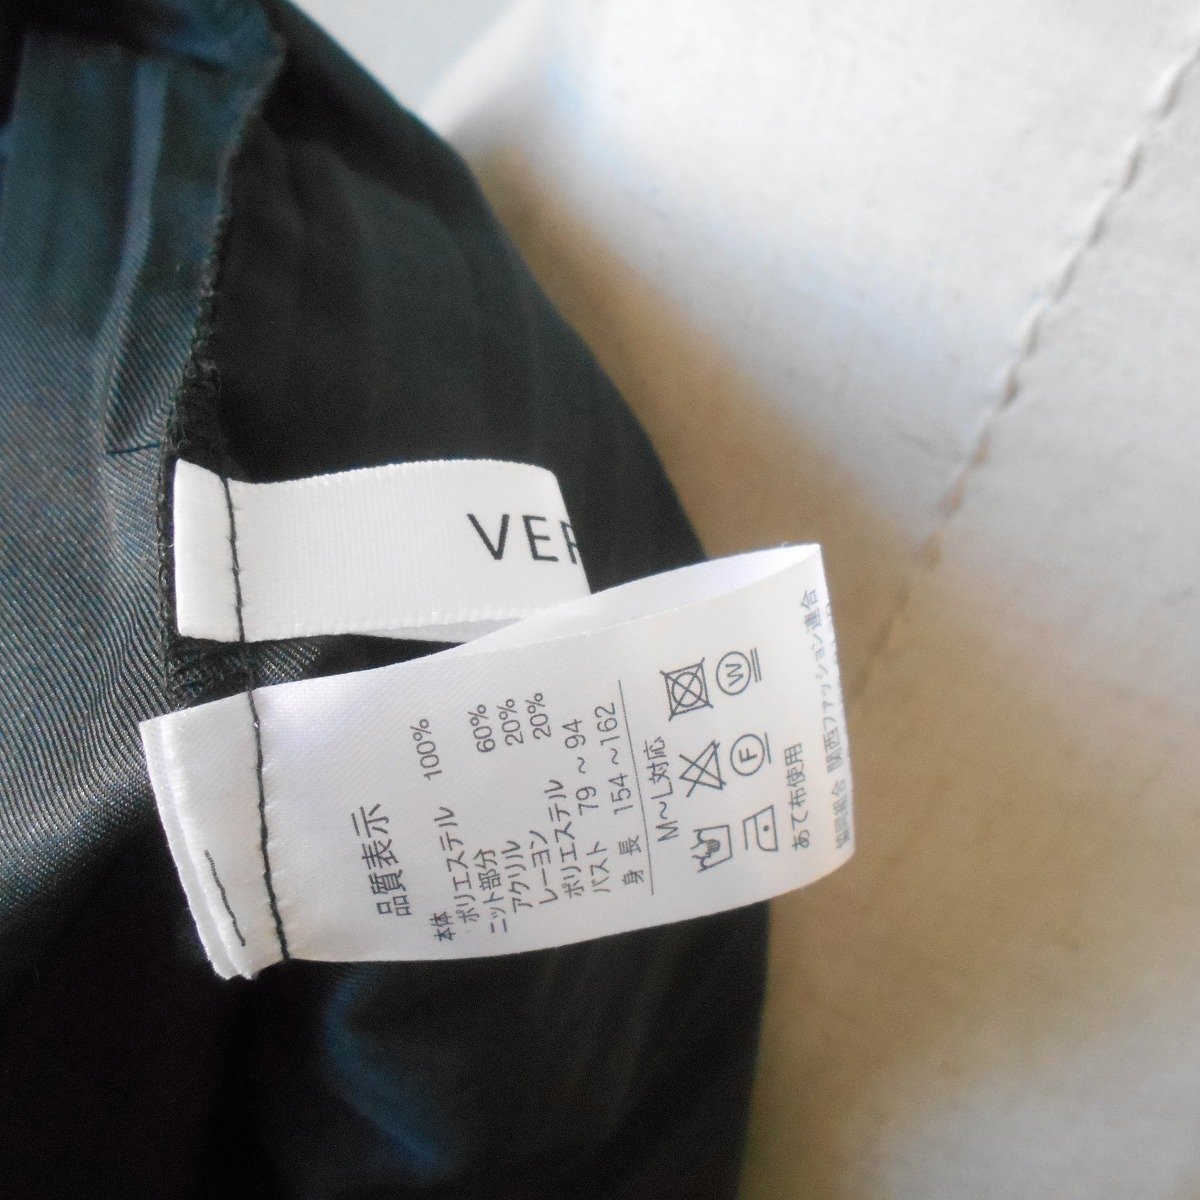 VER
品質表示
本体
ポリエステル 100%
ニット部分
アクリル 60%
レーヨン 20%
ポリエステル 20%
バスト 79～94
身長 154～162
M～L対応
W
F
あて布使用
協同組合 関西ファッション連合